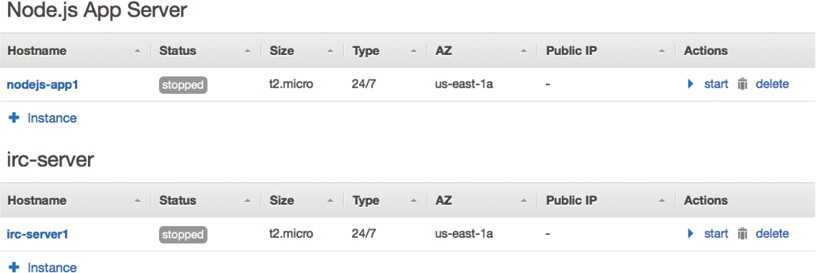 Node.js App Server
Hostname Status Size Type AZ Public IP Actions
nodejs-app1 stopped t2.micro 24/7 us-east-1a - start delete
Instance
irc-server
Hostname Status Size Type AZ Public IP Actions
irc-server1 stopped t2.micro 24/7 us-east-1a - start delete
Instance